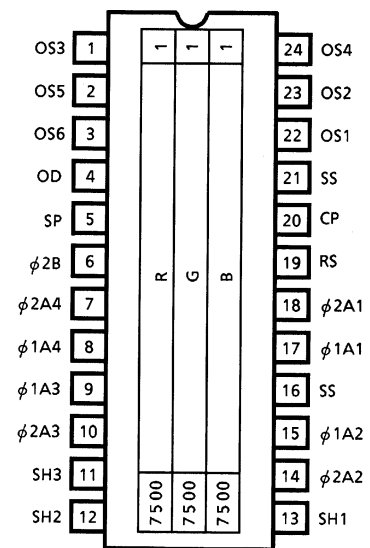 OS3 1 1 1 1 24 OS4
OS5 2 23 OS2
OS6 3 22 OS1
OD 4 21 SS
SP 5 20 CP
ϕ2B 6 R G B 19 RS
ϕ2A4 7 18 ϕ2A1
ϕ1A4 8 17 ϕ1A1
ϕ1A3 9 16 SS
ϕ2A3 10 15 ϕ1A2
SH3 11 7500 7500 7500 14 ϕ2A2
SH2 12 13 SH1